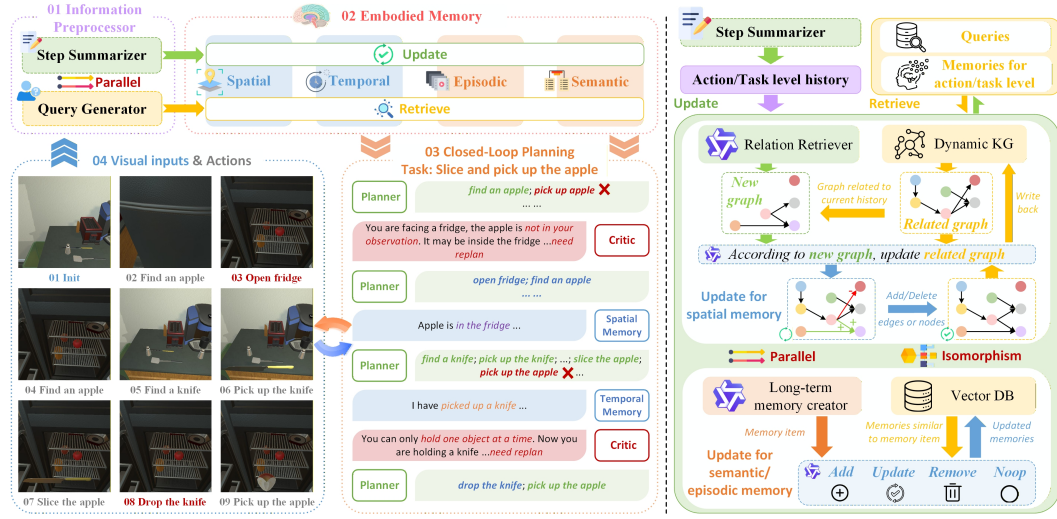 01 Information
Preprocessor
Step Summarizer
Parallel
Query Generator
02 Embodied Memory
Update
Spatial
Temporal
Episodic
Semantic
Retrieve
04 Visual inputs & Actions
01 Init
02 Find an apple
03 Open fridge
04 Find an apple
05 Find a knife
06 Pick up the knife
07 Slice the apple
08 Drop the knife
09 Pick up the apple
03 Closed-Loop Planning
Task: Slice and pick up the apple
Planner
find an apple; pick up apple
... ...
You are facing a fridge, the apple is not in your
observation. It may be inside the fridge ...need
replan
Critic
Planner
open fridge; find an apple
... ...
Apple is in the fridge ...
Spatial
Memory
Planner
find a knife; pick up the knife; ...; slice the apple;
pick up the apple ...
I have picked up a knife ...
Temporal
Memory
You can only hold one object at a time. Now you
are holding a knife ...need replan
Critic
Planner
drop the knife; pick up the apple
Step Summarizer
Action/Task level history
Queries
Memories for
action/task level
Update
Retrieve
Relation Retriever
Dynamic KG
New
graph
Graph related to
current history
Related graph
Write
back
According to new graph, update related graph
Update for
spatial memory
Add/Delete
edges or nodes
Parallel
Isomorphism
Long-term
memory creator
Vector DB
Memory item
Memories similar
to memory item
Updated
memories
Update for
semantic/
episodic memory
Add
Update
Remove
Noop